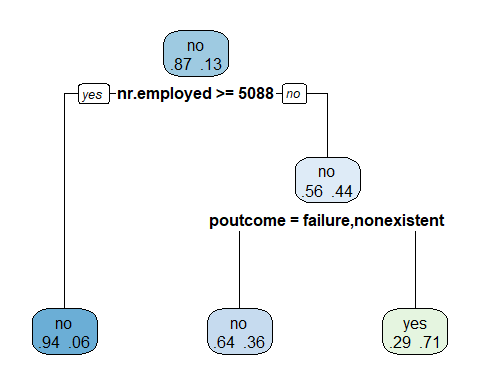 no
.87 .13
yes nr.employed >= 5088 no
no
.56 .44
poutcome = failure,nonexistent
no
.94 .06
no
.64 .36
yes
.29 .71